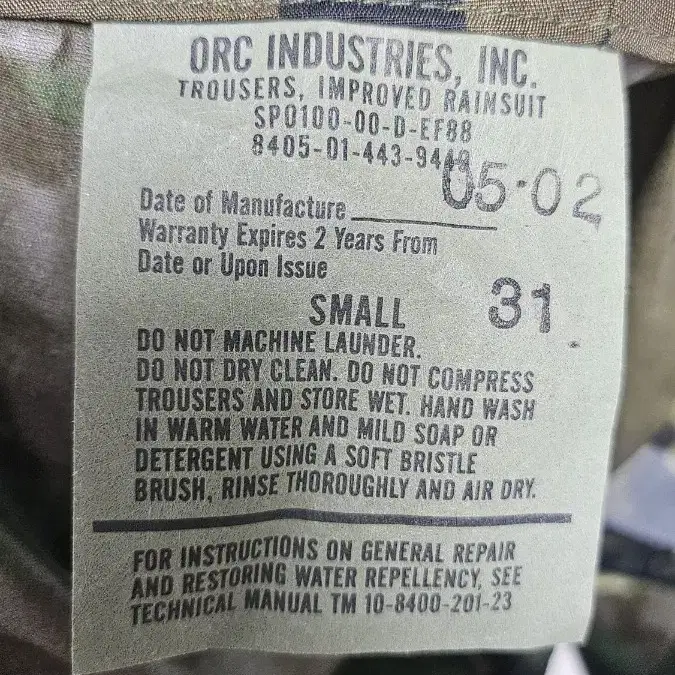 ORC INDUSTRIES, INC.
TROUSERS, IMPROVED RAINSUIT
SPO100-00-D-EF88
8405-01-443-9448
05·02
Date of Manufacture
Warranty Expires 2 Years From
Date or Upon Issue
SMALL 31
DO NOT MACHINE LAUNDER.
DO NOT DRY CLEAN. DO NOT COMPRESS
TROUSERS AND STORE WET. HAND WASH
IN WARM WATER AND MILD SOAP OR
DETERGENT USING A SOFT BRISTLE
BRUSH, RINSE THOROUGHLY AND AIR DRY.
FOR INSTRUCTIONS ON GENERAL REPAIR
AND RESTORING WATER REPELLENCY, SEE
TECHNICAL MANUAL TM 10-8400-201-23